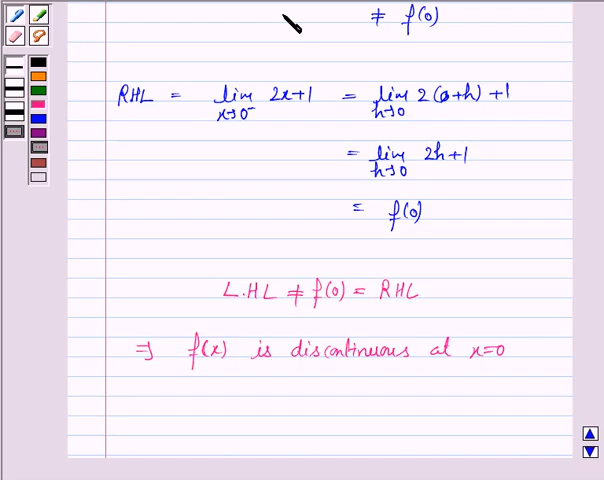 ≠ f(0)
RHL = lim x→0⁻ 2x+1 = lim h→0 2(0+h)+1
= lim h→0 2h+1
= f(0)
L.HL ≠ f(0) = RHL
⇒ f(x) is discontinuous at x=0